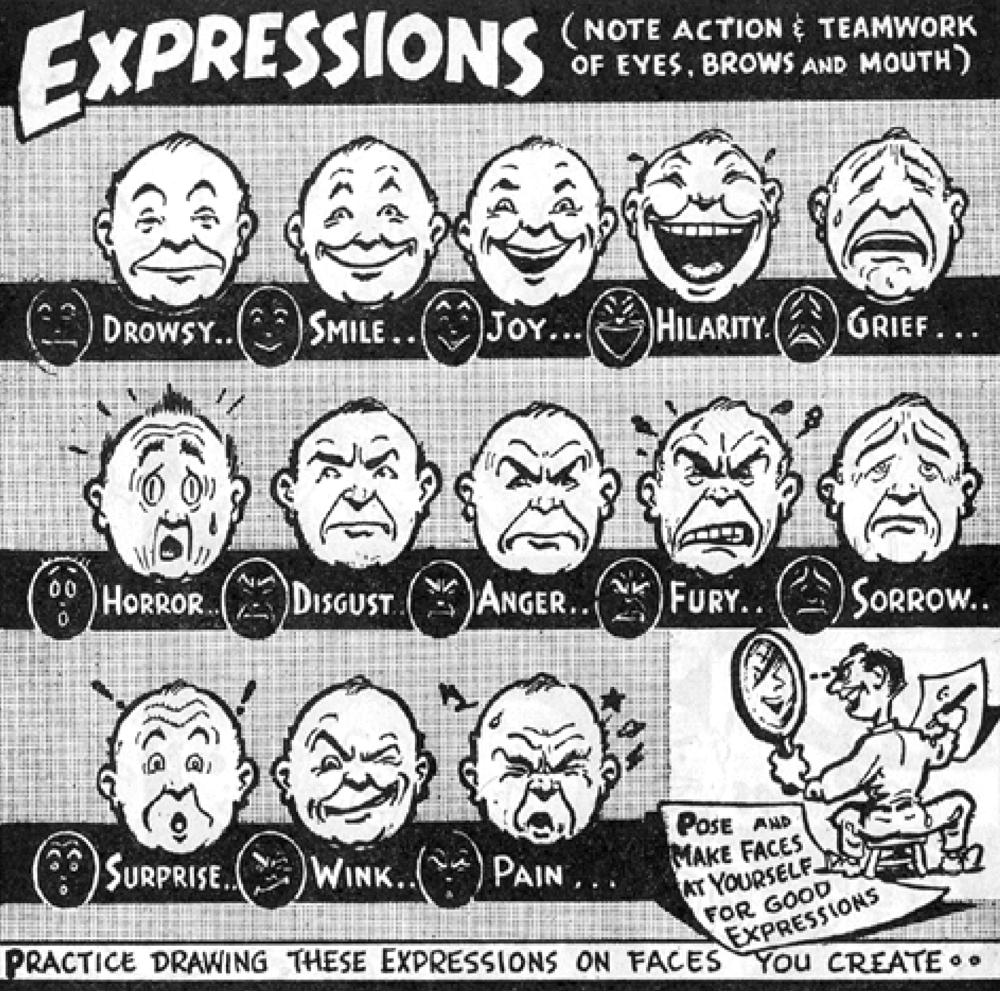 EXPRESSIONS
(NOTE ACTION & TEAMWORK
OF EYES, BROWS AND MOUTH)
DROWSY..
SMILE..
JOY...
HILARITY.
GRIEF...
HORROR..
DISGUST.
ANGER..
FURY..
SORROW..
SURPRISE..
WINK..
PAIN...
POSE AND
MAKE FACES
AT YOURSELF
FOR GOOD
EXPRESSIONS
PRACTICE DRAWING THESE EXPRESSIONS ON FACES YOU CREATE..